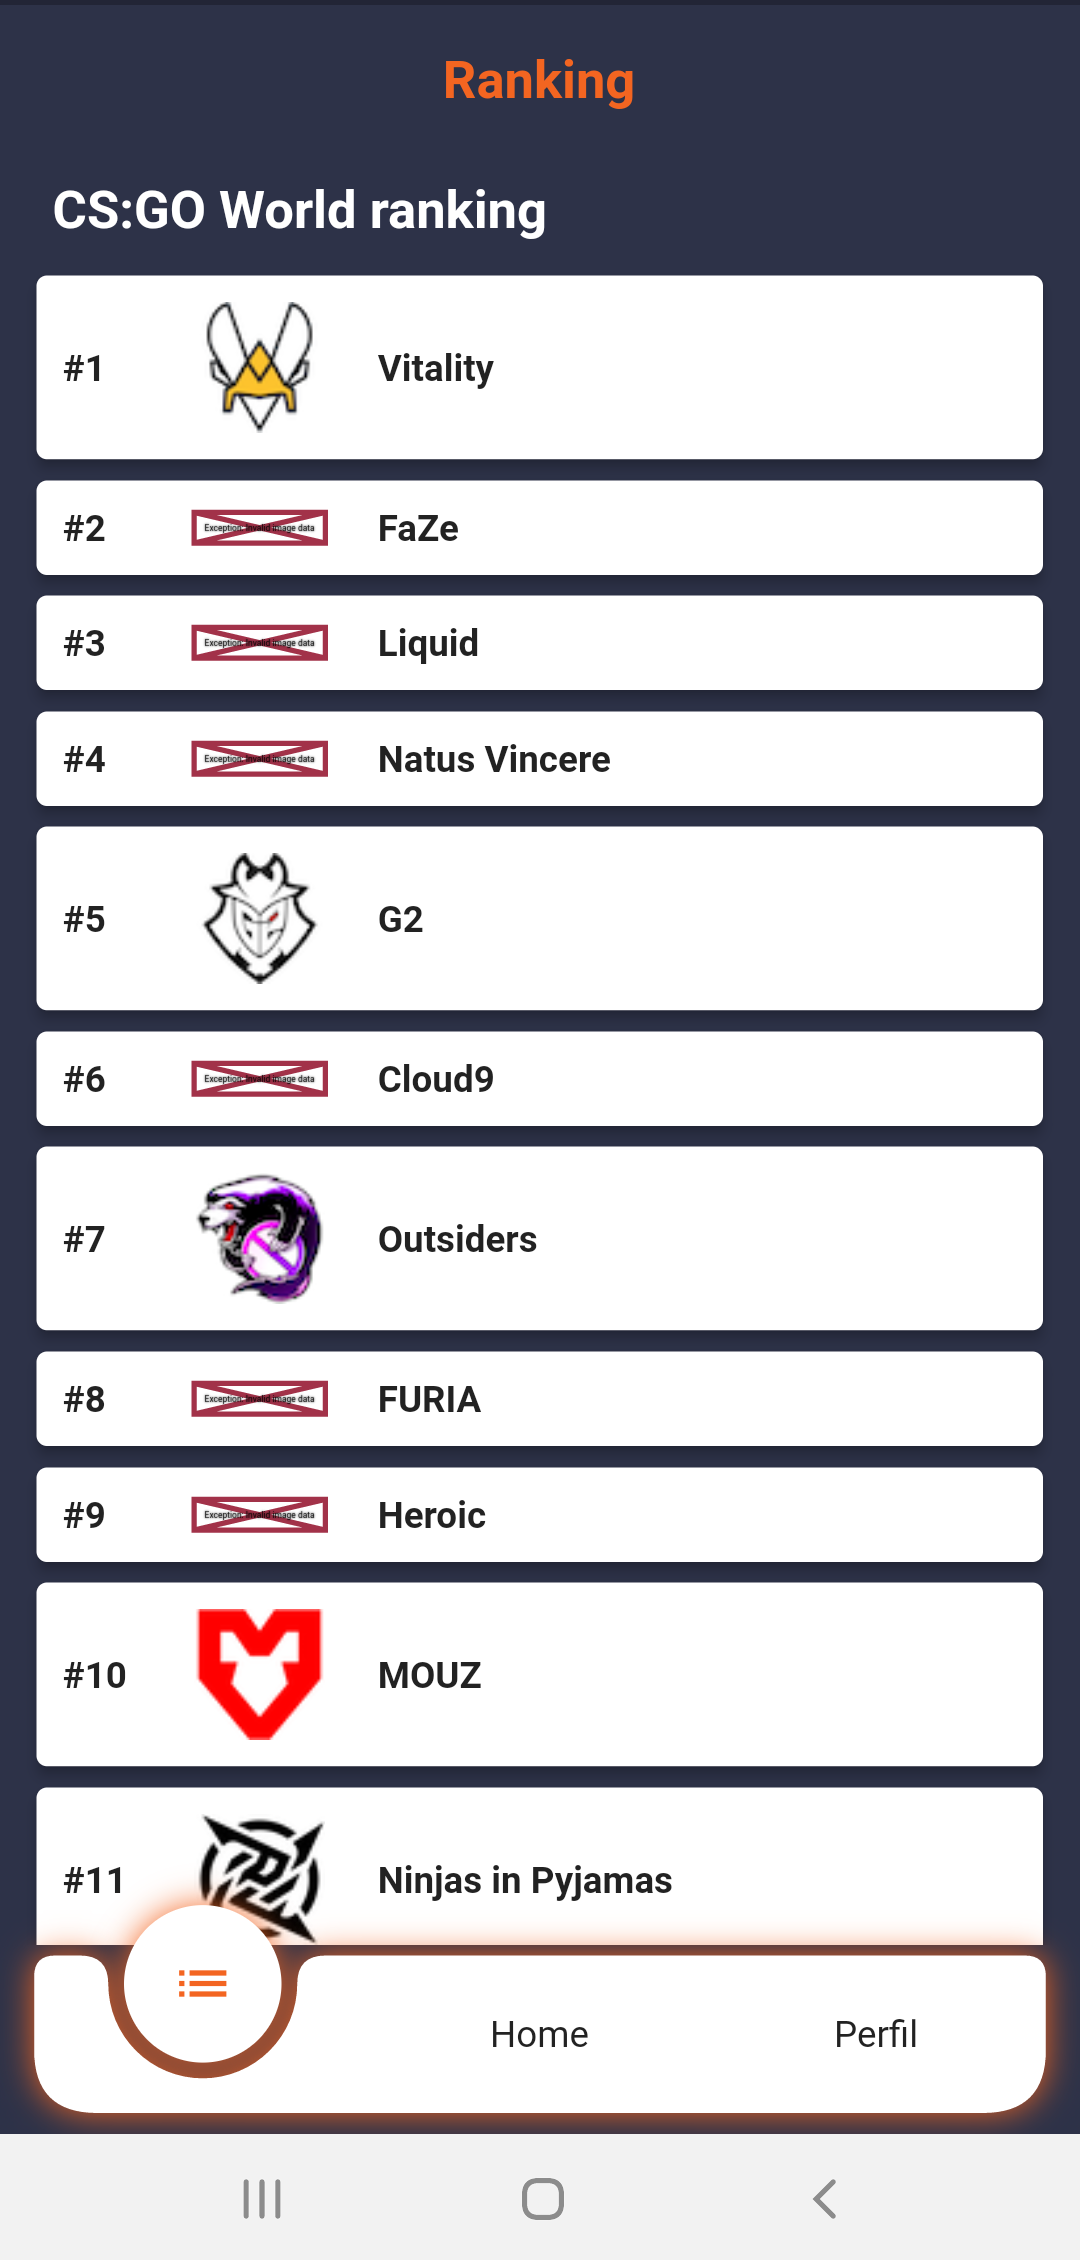 Ranking
CS:GO World ranking
#1 Vitality
#2 Exception: Invalid image data FaZe
#3 Exception: Invalid image data Liquid
#4 Exception: Invalid image data Natus Vincere
#5 G2
#6 Exception: Invalid image data Cloud9
#7 Outsiders
#8 Exception: Invalid image data FURIA
#9 Exception: Invalid image data Heroic
#10 MOUZ
#11 Ninjas in Pyjamas
Home Perfil